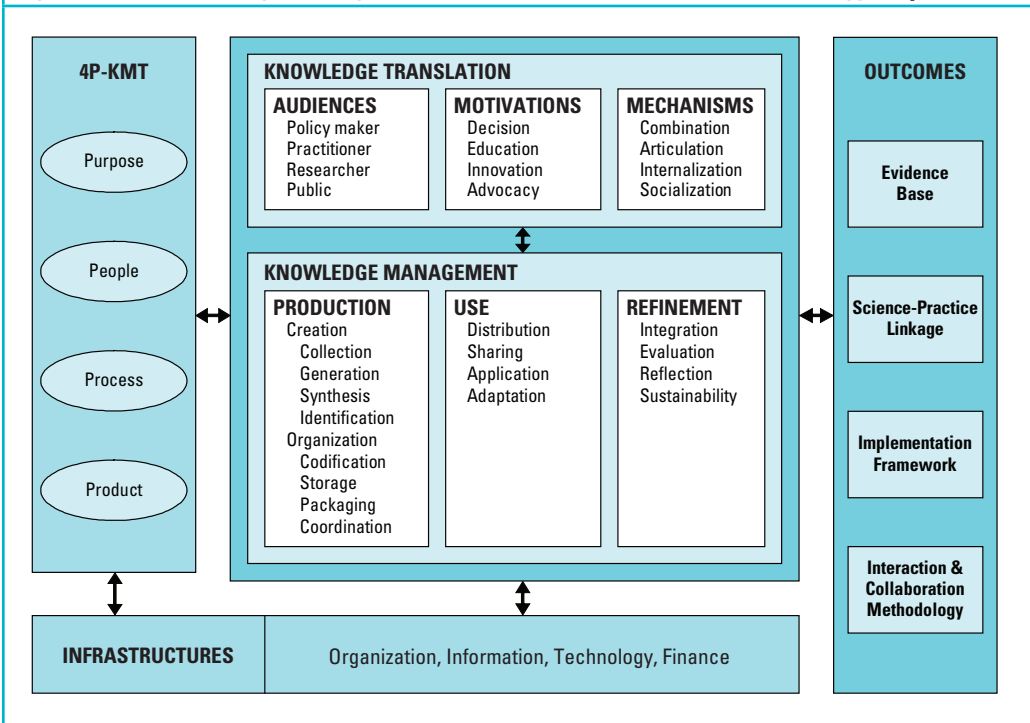 4P-KMT
Purpose
People
Process
Product
KNOWLEDGE TRANSLATION
AUDIENCES
Policy maker
Practitioner
Researcher
Public
MOTIVATIONS
Decision
Education
Innovation
Advocacy
MECHANISMS
Combination
Articulation
Internalization
Socialization
KNOWLEDGE MANAGEMENT
PRODUCTION
Creation
Collection
Generation
Synthesis
Identification
Organization
Codification
Storage
Packaging
Coordination
USE
Distribution
Sharing
Application
Adaptation
REFINEMENT
Integration
Evaluation
Reflection
Sustainability
OUTCOMES
Evidence
Base
Science-Practice
Linkage
Implementation
Framework
Interaction &
Collaboration
Methodology
INFRASTRUCTURES
Organization, Information, Technology, Finance